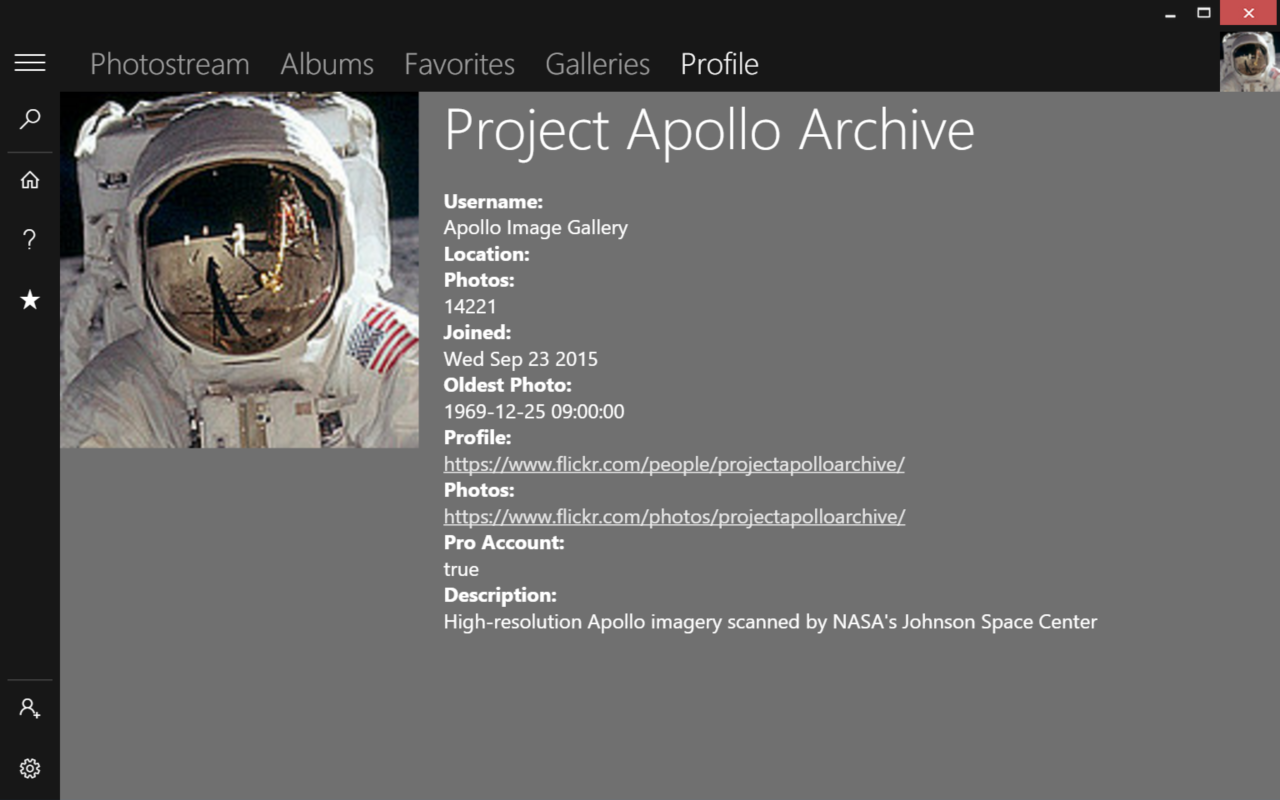 Photostream Albums Favorites Galleries Profile
Project Apollo Archive
Username:
Apollo Image Gallery
Location:
Photos:
14221
Joined:
Wed Sep 23 2015
Oldest Photo:
1969-12-25 09:00:00
Profile:
https://www.flickr.com/people/projectapolloarchive/
Photos:
https://www.flickr.com/photos/projectapolloarchive/
Pro Account:
true
Description:
High-resolution Apollo imagery scanned by NASA's Johnson Space Center